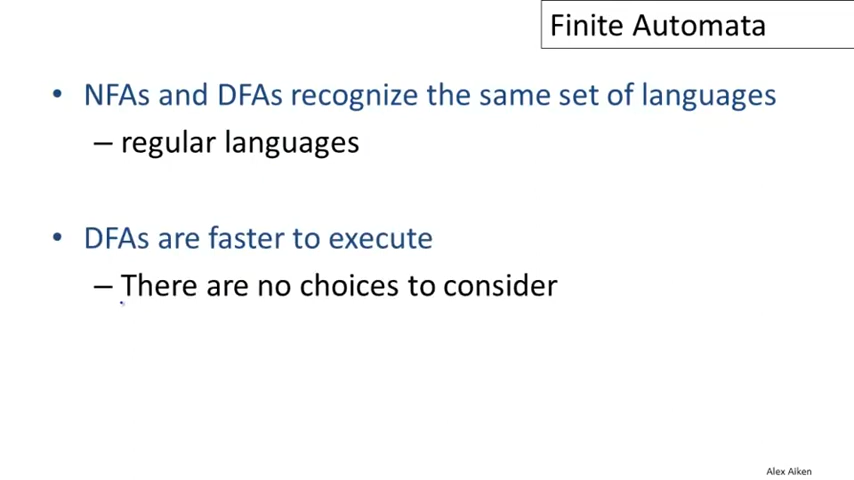 Finite Automata
• NFAs and DFAs recognize the same set of languages
– regular languages
• DFAs are faster to execute
– There are no choices to consider
Alex Aiken